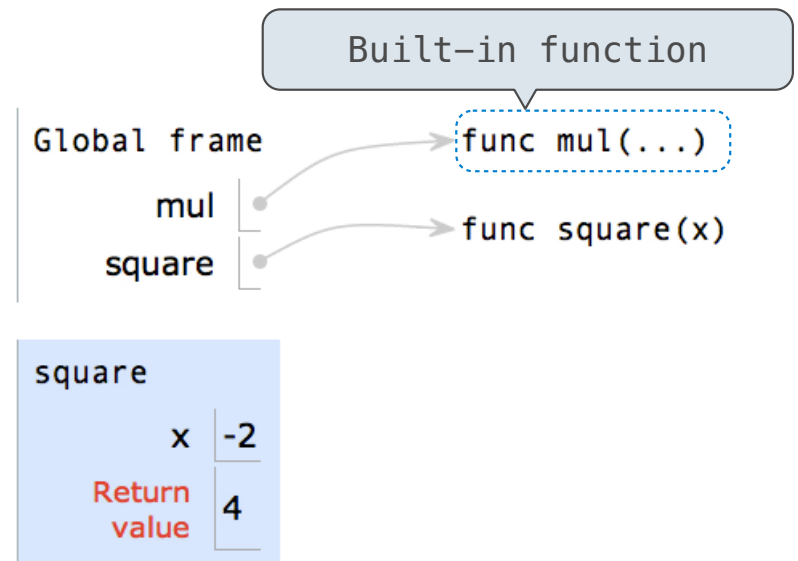 Built-in function
Global frame
func mul(...)
mul
func square(x)
square
square
x -2
Return
value 4